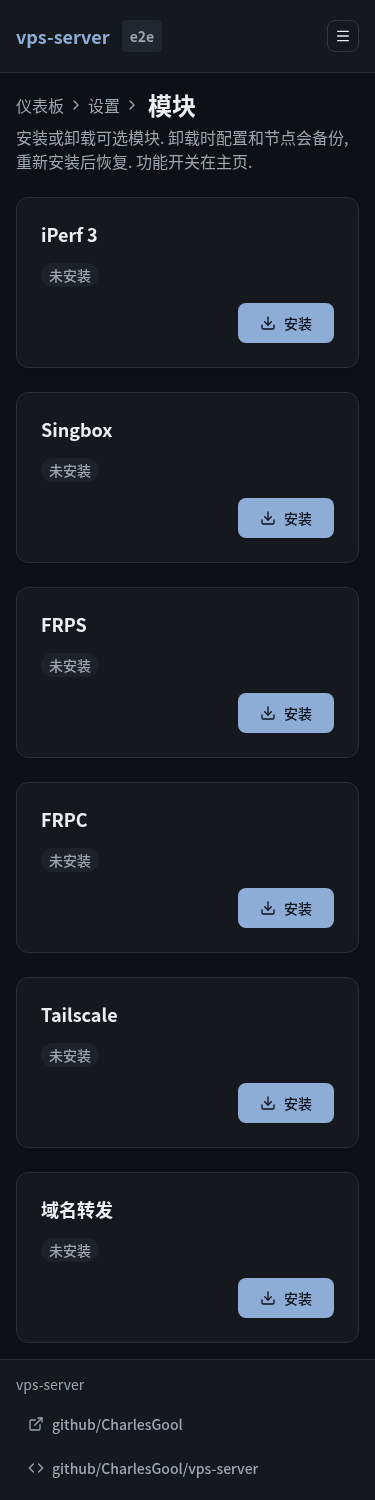 vps-server e2e
仪表板 > 设置 > 模块
安装或卸载可选模块. 卸载时配置和节点会备份,
重新安装后恢复. 功能开关在主页.
iPerf 3
未安装
安装
Singbox
未安装
安装
FRPS
未安装
安装
FRPC
未安装
安装
Tailscale
未安装
安装
域名转发
未安装
安装
vps-server
github/CharlesGool
github/CharlesGool/vps-server